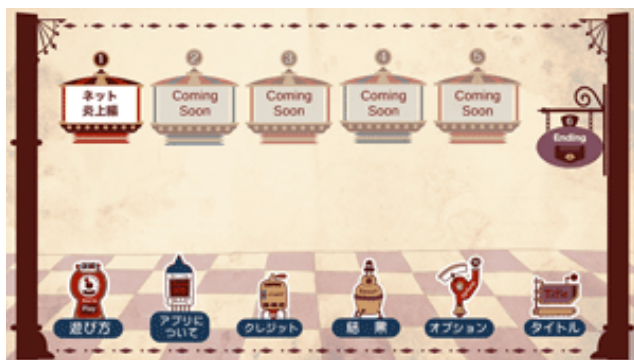 1
2
3
4
5
ネット
炎上編
Coming
Soon
Coming
Soon
Coming
Soon
Coming
Soon
Ending
Play
Title
遊び方
アプリに
ついて
クレジット
結果
オプション
タイトル